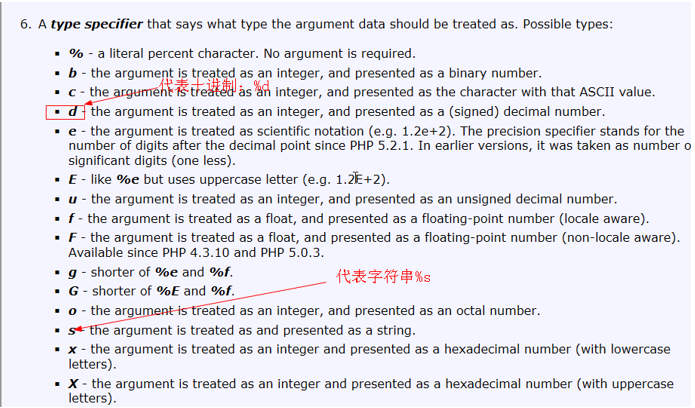 6. A type specifier that says what type the argument data should be treated as. Possible types:
▪ % - a literal percent character. No argument is required.
▪ b - the argument is treated as an integer, and presented as a binary number.
代表十进制：%d
▪ c - the argument is treated as an integer, and presented as the character with that ASCII value.
▪ d - the argument is treated as an integer, and presented as a (signed) decimal number.
▪ e - the argument is treated as scientific notation (e.g. 1.2e+2). The precision specifier stands for the
number of digits after the decimal point since PHP 5.2.1. In earlier versions, it was taken as number o
significant digits (one less).
▪ E - like %e but uses uppercase letter (e.g. 1.2E+2).
▪ u - the argument is treated as an integer, and presented as an unsigned decimal number.
▪ f - the argument is treated as a float, and presented as a floating-point number (locale aware).
▪ F - the argument is treated as a float, and presented as a floating-point number (non-locale aware).
Available since PHP 4.3.10 and PHP 5.0.3.
▪ g - shorter of %e and %f.
代表字符串%s
▪ G - shorter of %E and %f.
▪ o - the argument is treated as an integer, and presented as an octal number.
▪ s - the argument is treated as and presented as a string.
▪ x - the argument is treated as an integer and presented as a hexadecimal number (with lowercase
letters).
▪ X - the argument is treated as an integer and presented as a hexadecimal number (with uppercase
letters).